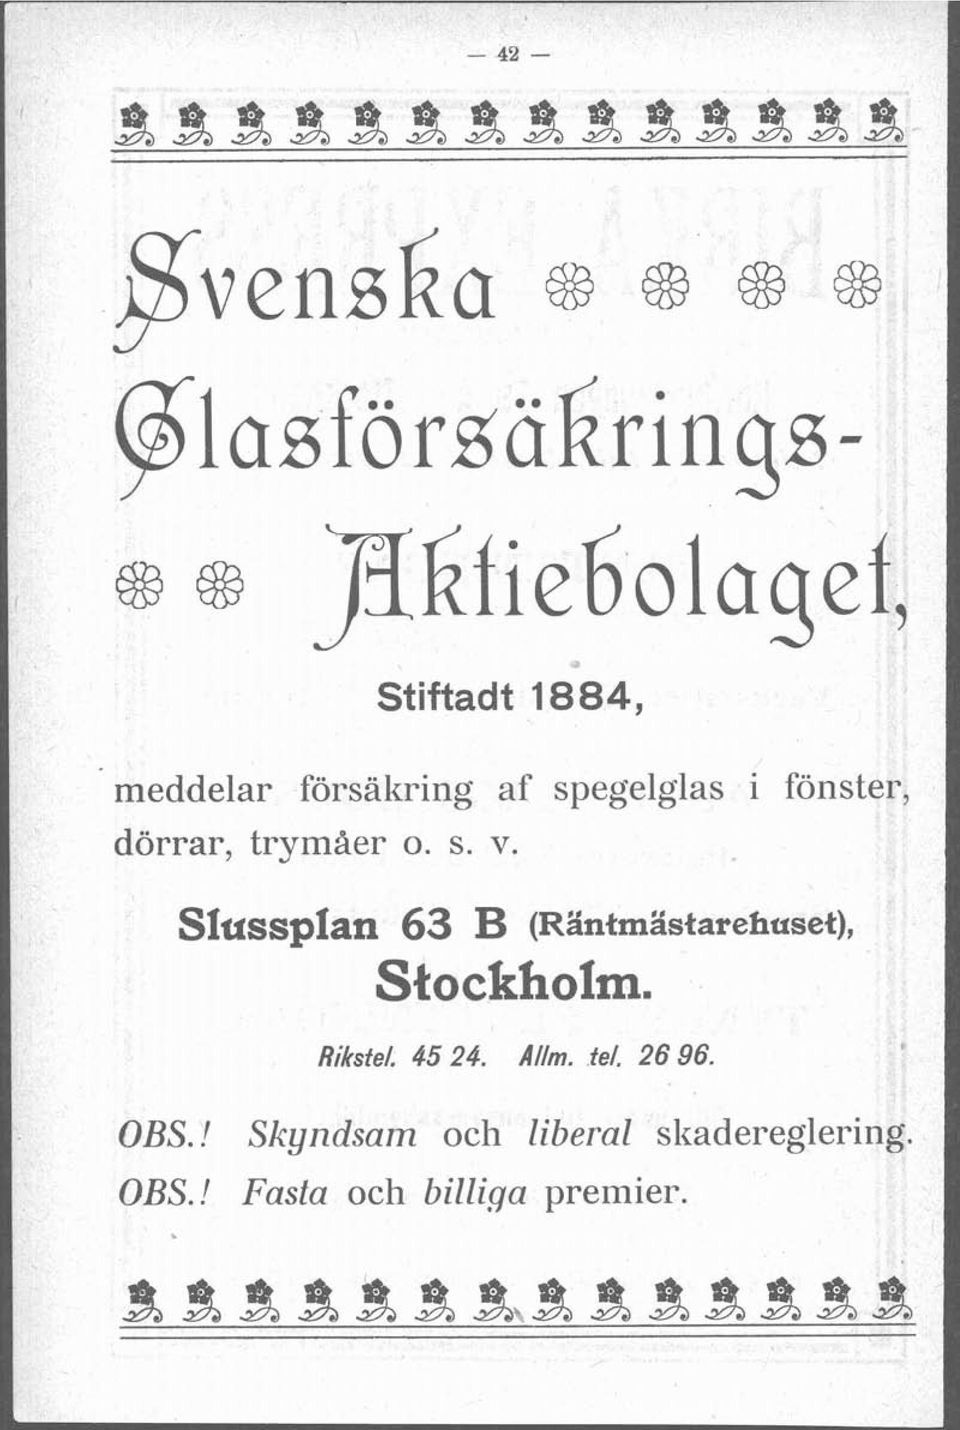 — 42 —
Svenska
Glasförsäkrings-
Aktiebolaget,
Stiftadt 1884,
meddelar försäkring af spegelglas i fönster,
dörrar, trymåer o. s. v.
Slussplan 63 B (Räntmästarehuset),
Stockholm.
Rikstel. 45 24. Allm. tel. 26 96.
OBS.! Skyndsam och liberal skadereglering.
OBS.! Fasta och billiga premier.